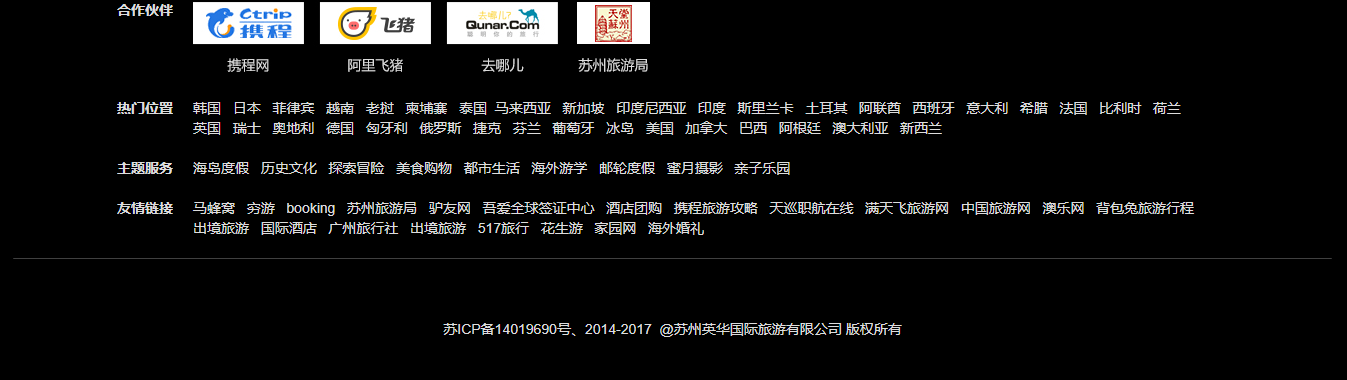 合作伙伴
Ctrip 携程 飞猪 去哪儿? Qunar.Com 聪明你的旅行 天堂苏州
携程网 阿里飞猪 去哪儿 苏州旅游局
热门位置 韩国 日本 菲律宾 越南 老挝 柬埔寨 泰国 马来西亚 新加坡 印度尼西亚 印度 斯里兰卡 土耳其 阿联酋 西班牙 意大利 希腊 法国 比利时 荷兰
英国 瑞士 奥地利 德国 匈牙利 俄罗斯 捷克 芬兰 葡萄牙 冰岛 美国 加拿大 巴西 阿根廷 澳大利亚 新西兰
主题服务 海岛度假 历史文化 探索冒险 美食购物 都市生活 海外游学 邮轮度假 蜜月摄影 亲子乐园
友情链接 马蜂窝 穷游 booking 苏州旅游局 驴友网 吾爱全球签证中心 酒店团购 携程旅游攻略 天巡职航在线 满天飞旅游网 中国旅游网 澳乐网 背包兔旅游行程
出境旅游 国际酒店 广州旅行社 出境旅游 517旅行 花生游 家园网 海外婚礼
苏ICP备14019690号、2014-2017 @苏州英华国际旅游有限公司 版权所有